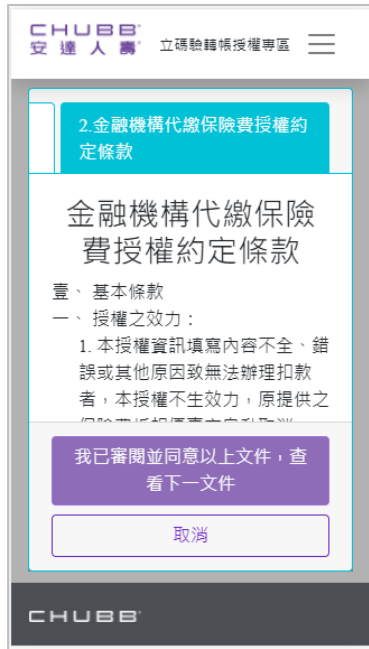 CHUBB
安達人壽
立碼驗轉帳授權專區
2.金融機構代繳保險費授權約
定條款
金融機構代繳保險
費授權約定條款
壹、 基本條款
一、 授權之效力：
1. 本授權資訊填寫內容不全、錯
誤或其他原因致無法辦理扣款
者，本授權不生效力，原提供之
我已審閱並同意以上文件，查
看下一文件
取消
CHUBB